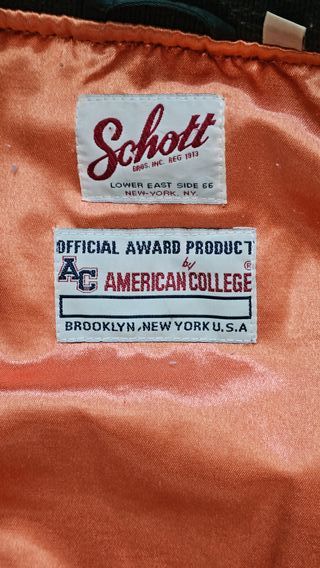 Schott
BROS. INC. REG 1913
LOWER EAST SIDE 66
NEW-YORK. NY.
OFFICIAL AWARD PRODUCT
by
AC AMERICAN COLLEGE ®
BROOKLYN, NEW YORK U.S.A